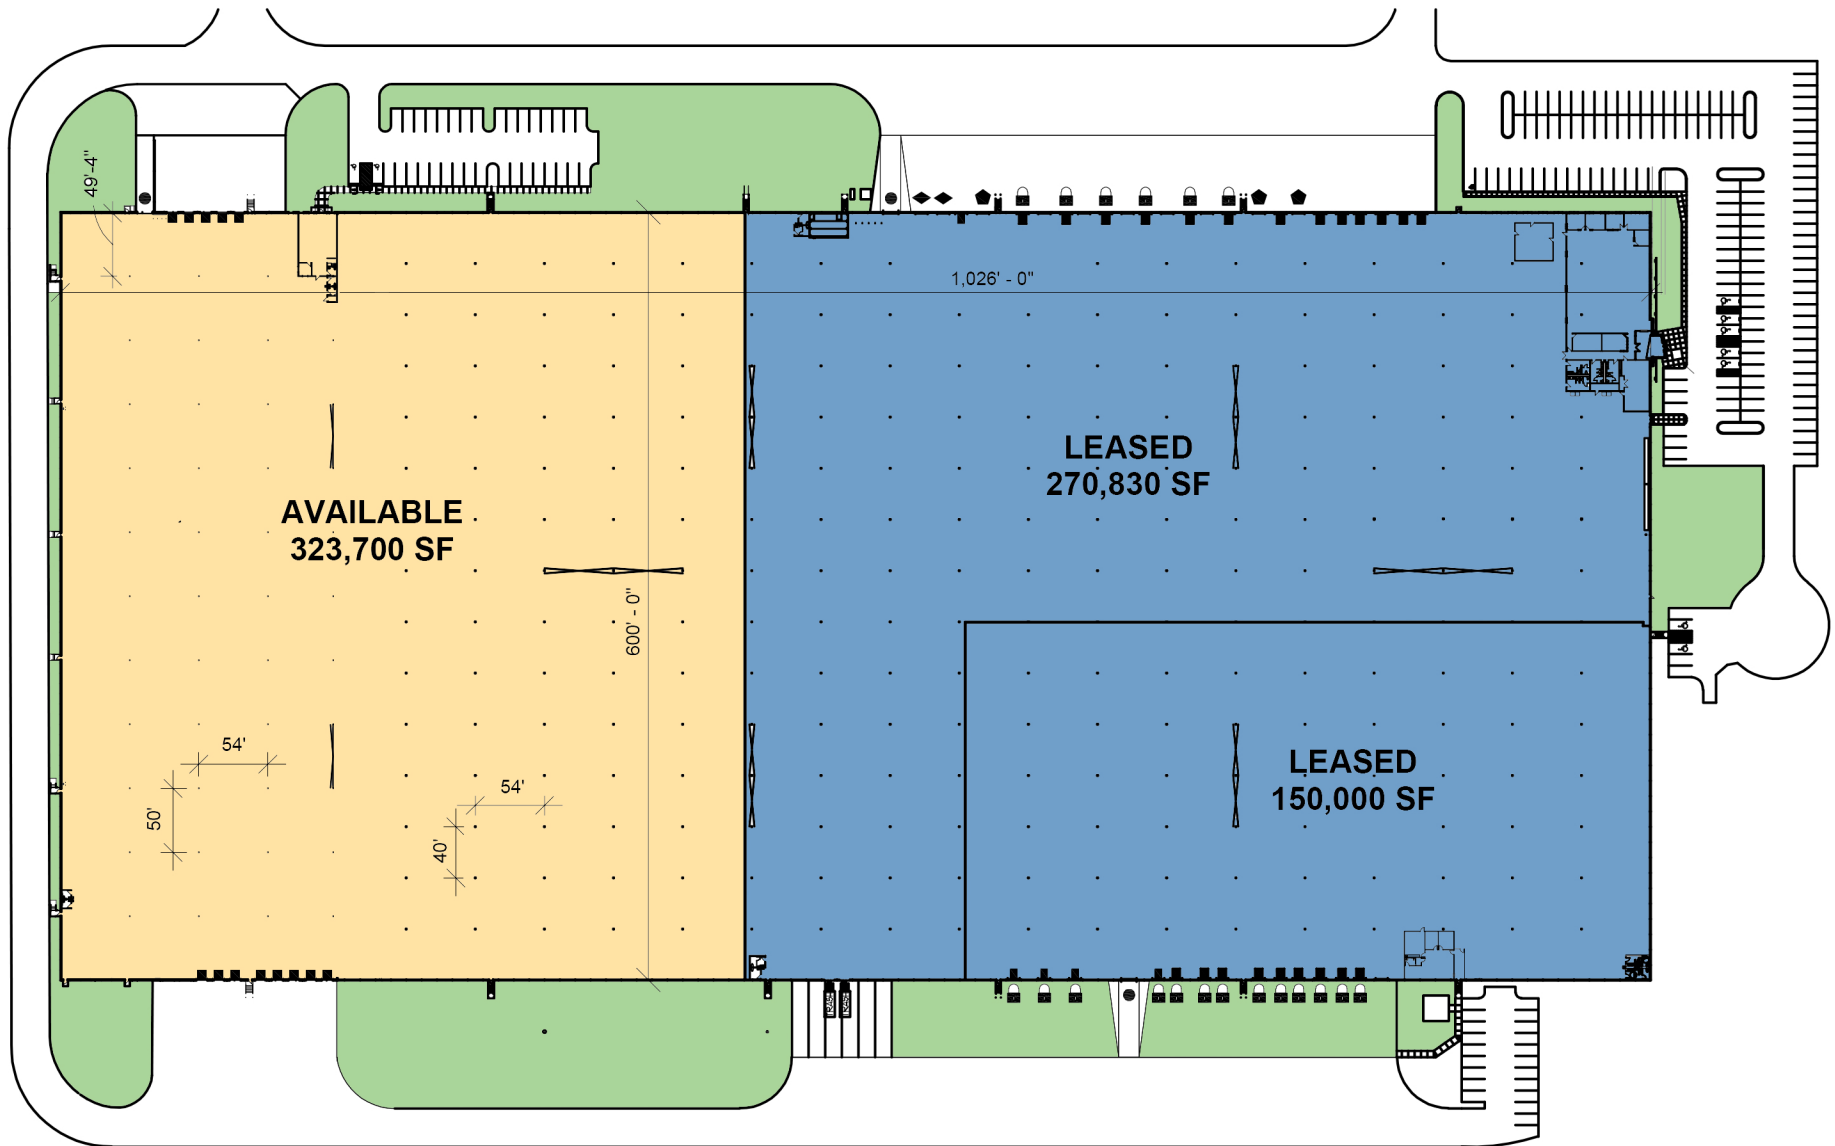 49'-4"
1,026' - 0"
LEASED
270,830 SF
AVAILABLE
323,700 SF
600' - 0"
54'
54'
50'
40'
LEASED
150,000 SF